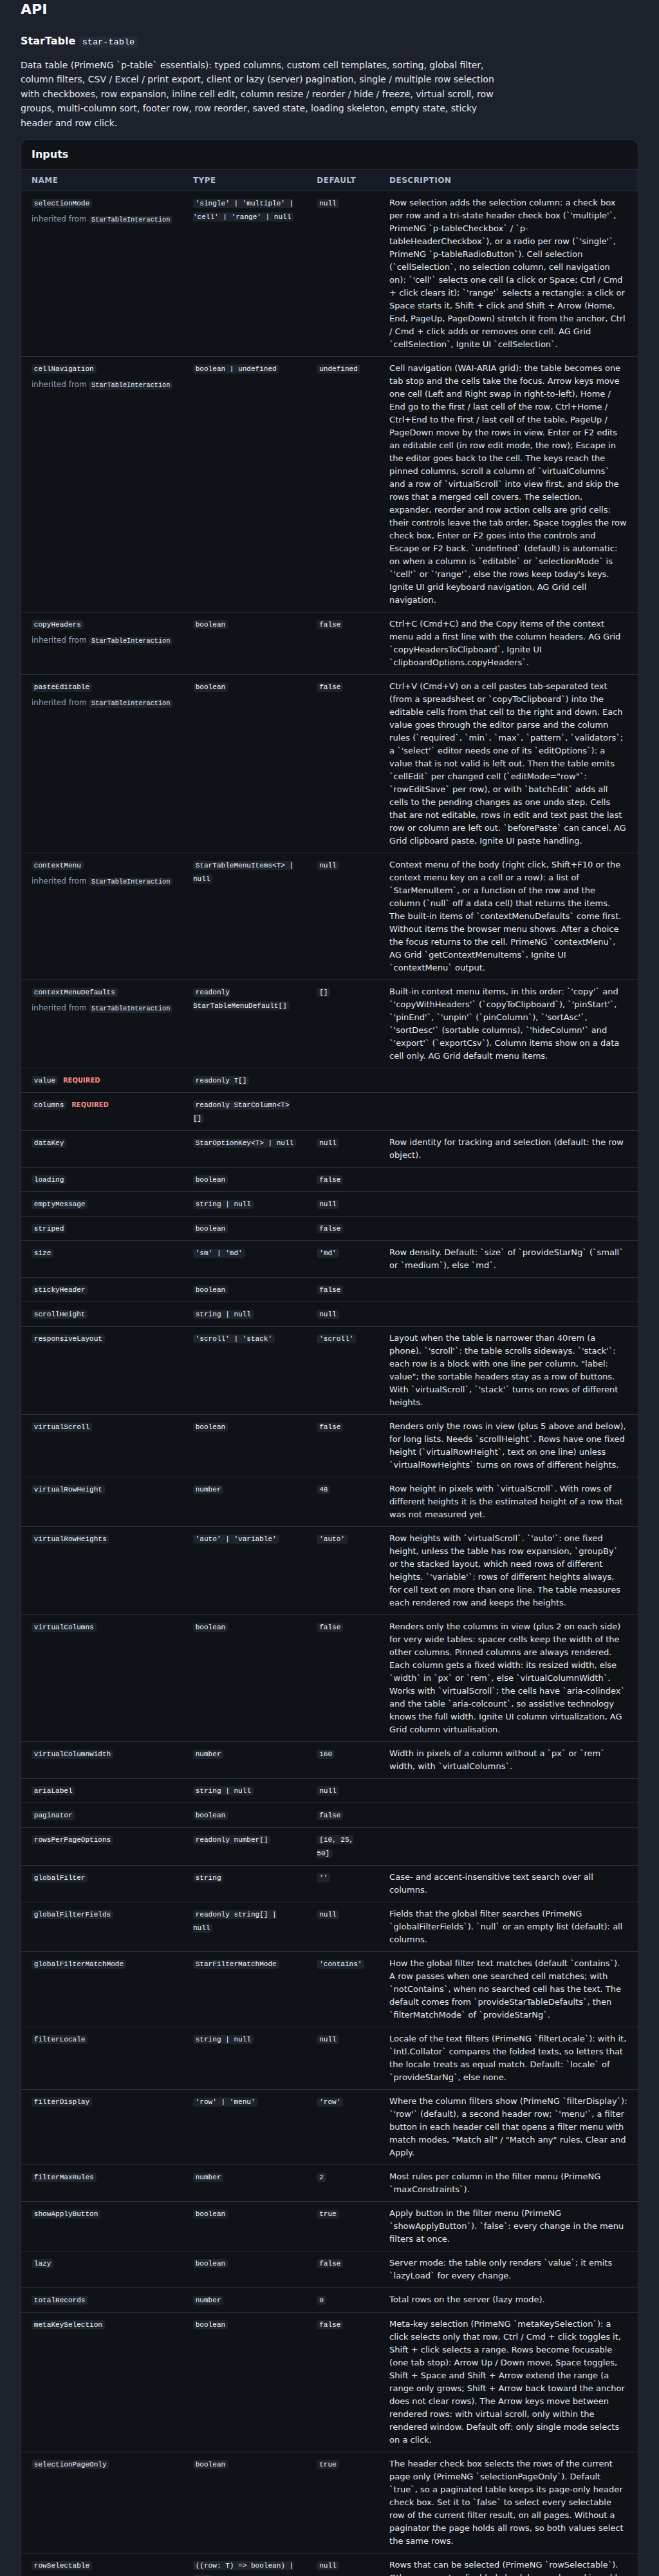 API
StarTable star-table
Data table (PrimeNG `p-table` essentials): typed columns, custom cell templates, sorting, global filter,
column filters, CSV / Excel / print export, client or lazy (server) pagination, single / multiple row selection
with checkboxes, row expansion, inline cell edit, column resize / reorder / hide / freeze, virtual scroll, row
groups, multi-column sort, footer row, row reorder, saved state, loading skeleton, empty state, sticky
header and row click.
Inputs
NAME TYPE DEFAULT DESCRIPTION
selectionMode
inherited from StarTableInteraction
'single' | 'multiple' |
'cell' | 'range' | null
null
Row selection adds the selection column: a check box
per row and a tri-state header check box (`'multiple'`,
PrimeNG `p-tableCheckbox` / `p-
tableHeaderCheckbox`), or a radio per row (`'single'`,
PrimeNG `p-tableRadioButton`). Cell selection
(`cellSelection`, no selection column, cell navigation
on): `'cell'` selects one cell (a click or Space; Ctrl / Cmd
+ click clears it); `'range'` selects a rectangle: a click or
Space starts it, Shift + click and Shift + Arrow (Home,
End, PageUp, PageDown) stretch it from the anchor, Ctrl
/ Cmd + click adds or removes one cell. AG Grid
`cellSelection`, Ignite UI `cellSelection`.
cellNavigation
inherited from StarTableInteraction
boolean | undefined
undefined
Cell navigation (WAI-ARIA grid): the table becomes one
tab stop and the cells take the focus. Arrow keys move
one cell (Left and Right swap in right-to-left), Home /
End go to the first / last cell of the row, Ctrl+Home /
Ctrl+End to the first / last cell of the table, PageUp /
PageDown move by the rows in view. Enter or F2 edits
an editable cell (in row edit mode, the row); Escape in
the editor goes back to the cell. The keys reach the
pinned columns, scroll a column of `virtualColumns`
and a row of `virtualScroll` into view first, and skip the
rows that a merged cell covers. The selection,
expander, reorder and row action cells are grid cells:
their controls leave the tab order, Space toggles the row
check box, Enter or F2 goes into the controls and
Escape or F2 back. `undefined` (default) is automatic:
on when a column is `editable` or `selectionMode` is
`'cell'` or `'range'`, else the rows keep today's keys.
Ignite UI grid keyboard navigation, AG Grid cell
navigation.
copyHeaders
inherited from StarTableInteraction
boolean
false
Ctrl+C (Cmd+C) and the Copy items of the context
menu add a first line with the column headers. AG Grid
`copyHeadersToClipboard`, Ignite UI
`clipboardOptions.copyHeaders`.
pasteEditable
inherited from StarTableInteraction
boolean
false
Ctrl+V (Cmd+V) on a cell pastes tab-separated text
(from a spreadsheet or `copyToClipboard`) into the
editable cells from that cell to the right and down. Each
value goes through the editor parse and the column
rules (`required`, `min`, `max`, `pattern`, `validators`;
a `'select'` editor needs one of its `editOptions`): a
value that is not valid is left out. Then the table emits
`cellEdit` per changed cell (`editMode="row"`:
`rowEditSave` per row), or with `batchEdit` adds all
cells to the pending changes as one undo step. Cells
that are not editable, rows in edit and text past the last
row or column are left out. `beforePaste` can cancel. AG
Grid clipboard paste, Ignite UI paste handling.
contextMenu
inherited from StarTableInteraction
StarTableMenuItems<T> |
null
null
Context menu of the body (right click, Shift+F10 or the
context menu key on a cell or a row): a list of
`StarMenuItem`, or a function of the row and the
column (`null` off a data cell) that returns the items.
The built-in items of `contextMenuDefaults` come first.
Without items the browser menu shows. After a choice
the focus returns to the cell. PrimeNG `contextMenu`,
AG Grid `getContextMenuItems`, Ignite UI
`contextMenu` output.
contextMenuDefaults
inherited from StarTableInteraction
readonly
StarTableMenuDefault[]
[]
Built-in context menu items, in this order: `'copy'` and
`'copyWithHeaders'` (`copyToClipboard`), `'pinStart'`,
`'pinEnd'`, `'unpin'` (`pinColumn`), `'sortAsc'`,
`'sortDesc'` (sortable columns), `'hideColumn'` and
`'export'` (`exportCsv`). Column items show on a data
cell only. AG Grid default menu items.
value REQUIRED
readonly T[]
columns REQUIRED
readonly StarColumn<T>
[]
dataKey
StarOptionKey<T> | null
null
Row identity for tracking and selection (default: the row
object).
loading boolean false
emptyMessage string | null null
striped boolean false
size
'sm' | 'md'
'md'
Row density. Default: `size` of `provideStarNg` (`small`
or `medium`), else `md`.
stickyHeader boolean false
scrollHeight string | null null
responsiveLayout
'scroll' | 'stack'
'scroll'
Layout when the table is narrower than 40rem (a
phone). `'scroll'`: the table scrolls sideways. `'stack'`:
each row is a block with one line per column, "label:
value"; the sortable headers stay as a row of buttons.
With `virtualScroll`, `'stack'` turns on rows of different
heights.
virtualScroll
boolean
false
Renders only the rows in view (plus 5 above and below),
for long lists. Needs `scrollHeight`. Rows have one fixed
height (`virtualRowHeight`, text on one line) unless
`virtualRowHeights` turns on rows of different heights.
virtualRowHeight
number
48
Row height in pixels with `virtualScroll`. With rows of
different heights it is the estimated height of a row that
was not measured yet.
virtualRowHeights
'auto' | 'variable'
'auto'
Row heights with `virtualScroll`. `'auto'`: one fixed
height, unless the table has row expansion, `groupBy`
or the stacked layout, which need rows of different
heights. `'variable'`: rows of different heights always,
for cell text on more than one line. The table measures
each rendered row and keeps the heights.
virtualColumns
boolean
false
Renders only the columns in view (plus 2 on each side)
for very wide tables: spacer cells keep the width of the
other columns. Pinned columns are always rendered.
Each column gets a fixed width: its resized width, else
`width` in `px` or `rem`, else `virtualColumnWidth`.
Works with `virtualScroll`; the cells have `aria-colindex`
and the table `aria-colcount`, so assistive technology
knows the full width. Ignite UI column virtualization, AG
Grid column virtualisation.
virtualColumnWidth
number
160
Width in pixels of a column without a `px` or `rem`
width, with `virtualColumns`.
ariaLabel string | null null
paginator boolean false
rowsPerPageOptions
readonly number[]
[10, 25,
50]
globalFilter
string
''
Case- and accent-insensitive text search over all
columns.
globalFilterFields
readonly string[] |
null
null
Fields that the global filter searches (PrimeNG
`globalFilterFields`). `null` or an empty list (default): all
columns.
globalFilterMatchMode
StarFilterMatchMode
'contains'
How the global filter text matches (default `contains`).
A row passes when one searched cell matches; with
`notContains`, when no searched cell has the text. The
default comes from `provideStarTableDefaults`, then
`filterMatchMode` of `provideStarNg`.
filterLocale
string | null
null
Locale of the text filters (PrimeNG `filterLocale`): with it,
`Intl.Collator` compares the folded texts, so letters that
the locale treats as equal match. Default: `locale` of
`provideStarNg`, else none.
filterDisplay
'row' | 'menu'
'row'
Where the column filters show (PrimeNG `filterDisplay`):
`'row'` (default), a second header row; `'menu'`, a filter
button in each header cell that opens a filter menu with
match modes, "Match all" / "Match any" rules, Clear and
Apply.
filterMaxRules
number
2
Most rules per column in the filter menu (PrimeNG
`maxConstraints`).
showApplyButton
boolean
true
Apply button in the filter menu (PrimeNG
`showApplyButton`). `false`: every change in the menu
filters at once.
lazy
boolean
false
Server mode: the table only renders `value`; it emits
`lazyLoad` for every change.
totalRecords
number
0
Total rows on the server (lazy mode).
metaKeySelection
boolean
false
Meta-key selection (PrimeNG `metaKeySelection`): a
click selects only that row, Ctrl / Cmd + click toggles it,
Shift + click selects a range. Rows become focusable
(one tab stop): Arrow Up / Down move, Space toggles,
Shift + Space and Shift + Arrow extend the range (a
range only grows; Shift + Arrow back toward the anchor
does not clear rows). The Arrow keys move between
rendered rows: with virtual scroll, only within the
rendered window. Default off: only single mode selects
on a click.
selectionPageOnly
boolean
true
The header check box selects the rows of the current
page only (PrimeNG `selectionPageOnly`). Default
`true`, so a paginated table keeps its page-only header
check box. Set it to `false` to select every selectable
row of the current filter result, on all pages. Without a
paginator the page holds all rows, so both values select
the same rows.
rowSelectable
((row: T) => boolean) |
null
Rows that can be selected (PrimeNG `rowSelectable`).